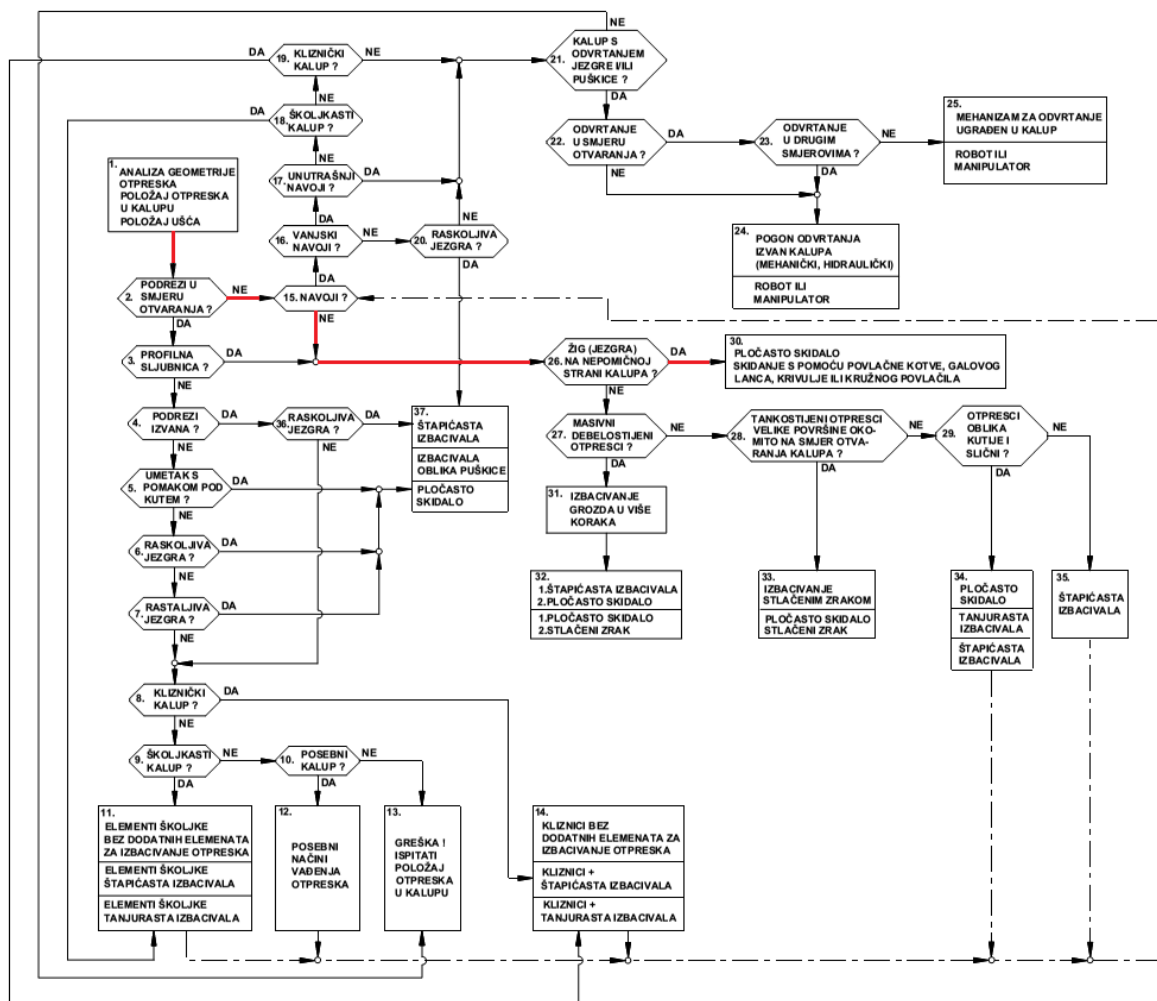 1.
ANALIZA GEOMETRIJE
OTPRESKA
POLOŽAJ OTPRESKA
U KALUPU
POLOŽAJ UŠĆA
2. PODREZI U
SMJERU
OTVARANJA ?
NE
DA
3. PROFILNA
SLJUBNICA ?
DA
NE
4. PODREZI
IZVANA ?
DA
NE
5. UMETAK S
POMAKOM POD
KUTEM ?
DA
NE
6. RASKOLJIVA
JEZGRA ?
DA
NE
7. RASTALJIVA
JEZGRA ?
DA
NE
8. KLIZNIČKI
KALUP ?
DA
NE
9. ŠKOLJKASTI
KALUP ?
NE
DA
10. POSEBNI
KALUP ?
NE
DA
11.
ELEMENTI ŠKOLJKE
BEZ DODATNIH ELEMENATA
ZA IZBACIVANJE OTPRESKA
ELEMENTI ŠKOLJKE
ŠTAPIĆASTA IZBACIVALA
ELEMENTI ŠKOLJKE
TANJURASTA IZBACIVALA
12.
POSEBNI
NAČINI
VAĐENJA
OTPRESKA
13.
GREŠKA !
ISPITATI
POLOŽAJ
OTPRESKA
U KALUPU
14.
KLIZNICI BEZ
DODATNIH ELEMENATA ZA
IZBACIVANJE OTPRESKA
KLIZNICI +
ŠTAPIĆASTA IZBACIVALA
KLIZNICI +
TANJURASTA IZBACIVALA
15. NAVOJI ?
DA
NE
16. VANJSKI
NAVOJI ?
NE
DA
17. UNUTRAŠNJI
NAVOJI ?
DA
NE
18. ŠKOLJKASTI
KALUP ?
DA
NE
19. KLIZNIČKI
KALUP ?
DA
NE
20. RASKOLJIVA
JEZGRA ?
NE
DA
21. KALUP S
ODVRTANJEM
JEZGRE I/ILI
PUŠKICE ?
NE
DA
22. ODVRTANJE
U SMJERU
OTVARANJA ?
DA
NE
23. ODVRTANJE
U DRUGIM
SMJEROVIMA ?
NE
DA
24.
POGON ODVRTANJA
IZVAN KALUPA
(MEHANIČKI, HIDRAULIČKI)
ROBOT ILI
MANIPULATOR
25.
MEHANIZAM ZA ODVRTANJE
UGRAĐEN U KALUP
ROBOT ILI
MANIPULATOR
26. ŽIG (JEZGRA)
NA NEPOMIČNOJ
STRANI KALUPA ?
DA
NE
27. MASIVNI
DEBELOSTIJENI
OTPRESCI ?
NE
DA
28. TANKOSTIJENI OTPRESCI
VELIKE POVRŠINE OKO-
MITO NA SMJER OTVA-
RANJA KALUPA ?
NE
DA
29. OTPRESCI
OBLIKA
KUTIJE I
SLIČNI ?
NE
DA
30.
PLOČASTO SKIDALO
SKIDANJE S POMOĆU POVLAČNE KOTVE, GALOVOG
LANCA, KRIVULJE ILI KRUŽNOG POVLAČILA
31. IZBACIVANJE
GROZDA U VIŠE
KORAKA
32.
1.ŠTAPIĆASTA IZBACIVALA
2.PLOČASTO SKIDALO
1.PLOČASTO SKIDALO
2.STLAČENI ZRAK
33.
IZBACIVANJE
STLAČENIM ZRAKOM
PLOČASTO SKIDALO
STLAČENI ZRAK
34.
PLOČASTO
SKIDALO
TANJURASTA
IZBACIVALA
ŠTAPIĆASTA
IZBACIVALA
35.
ŠTAPIĆASTA
IZBACIVALA
36. RASKOLJIVA
JEZGRA ?
DA
NE
37.
ŠTAPIĆASTA
IZBACIVALA
IZBACIVALA
OBLIKA PUŠKICE
PLOČASTO
SKIDALO